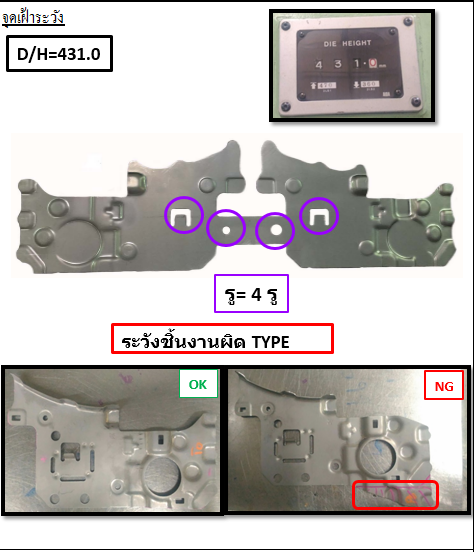 จุดเฝ้าระวัง
D/H=431.0
DIE HEIGHT
4 3 1 . 0 mm
รู= 4 รู
ระวังชิ้นงานผิด TYPE
OK
NG